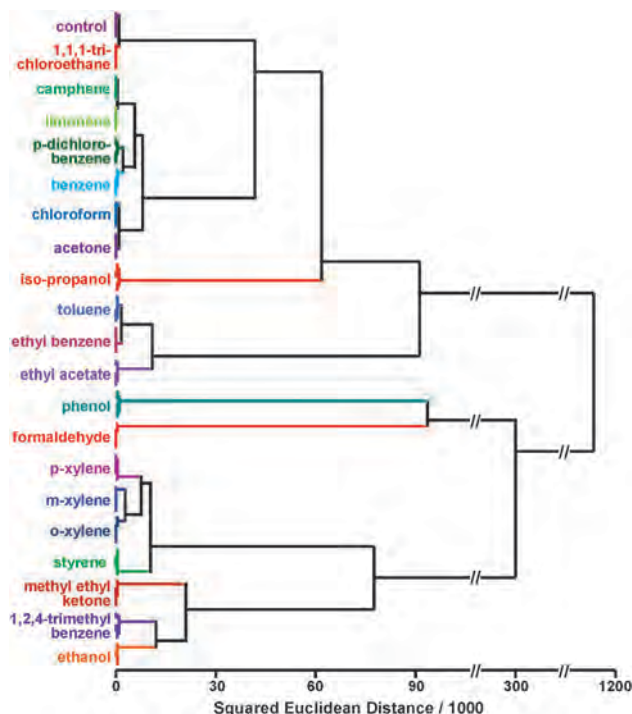 control
1,1,1-tri-
chloroethane
camphene
limonene
p-dichloro-
benzene
benzene
chloroform
acetone
iso-propanol
toluene
ethyl benzene
ethyl acetate
phenol
formaldehyde
p-xylene
m-xylene
o-xylene
styrene
methyl ethyl
ketone
1,2,4-trimethyl
benzene
ethanol
0 30 60 90 300 1200
Squared Euclidean Distance / 1000